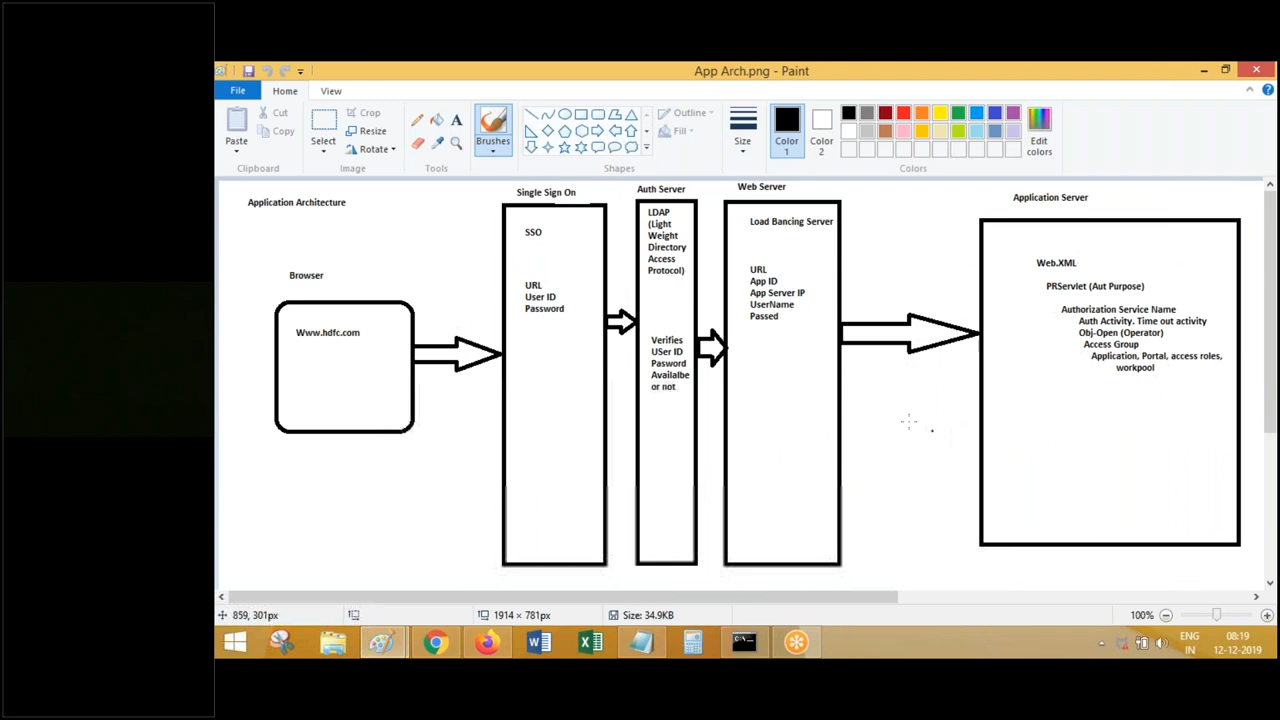 App Arch.png - Paint
File
Home
View
Paste
Cut
Copy
Clipboard
Select
Crop
Resize
Rotate
Image
Tools
Brushes
Shapes
Outline
Fill
Size
Color
1
Color
2
Edit
colors
Colors
Application Architecture
Browser
Www.hdfc.com
Single Sign On
SSO
URL
User ID
Password
Auth Server
LDAP
(Light
Weight
Directory
Access
Protocol)
Verifies
USer ID
Pasword
Availalbe
or not
Web Server
Load Bancing Server
URL
App ID
App Server IP
UserName
Passed
Application Server
Web.XML
PRServlet (Aut Purpose)
Authorization Service Name
Auth Activity. Time out activity
Obj-Open (Operator)
Access Group
Application, Portal, access roles,
workpool
859, 301px
1914 × 781px
Size: 34.9KB
100%
ENG
IN
08:19
12-12-2019